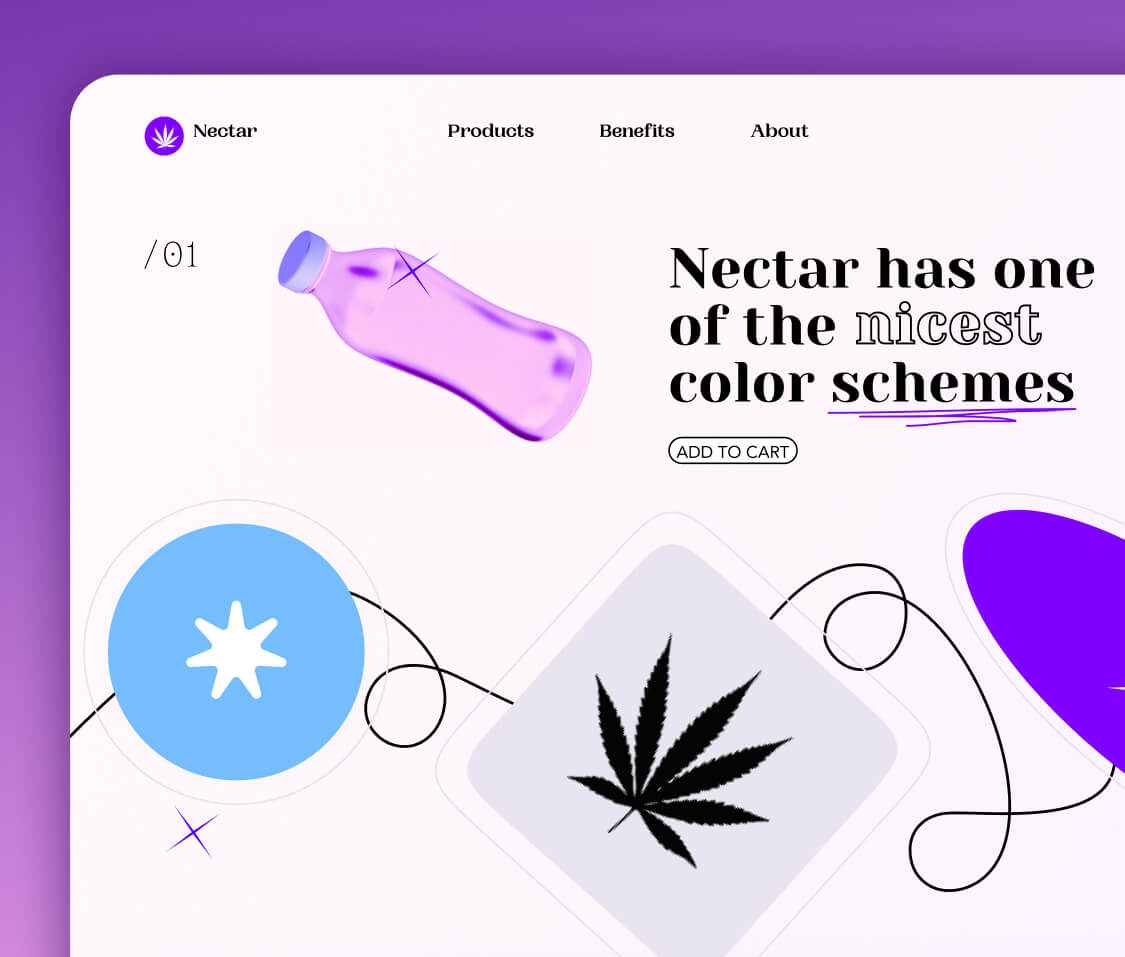 Nectar
Products
Benefits
About
/01
Nectar has one
of the nicest
color schemes
ADD TO CART